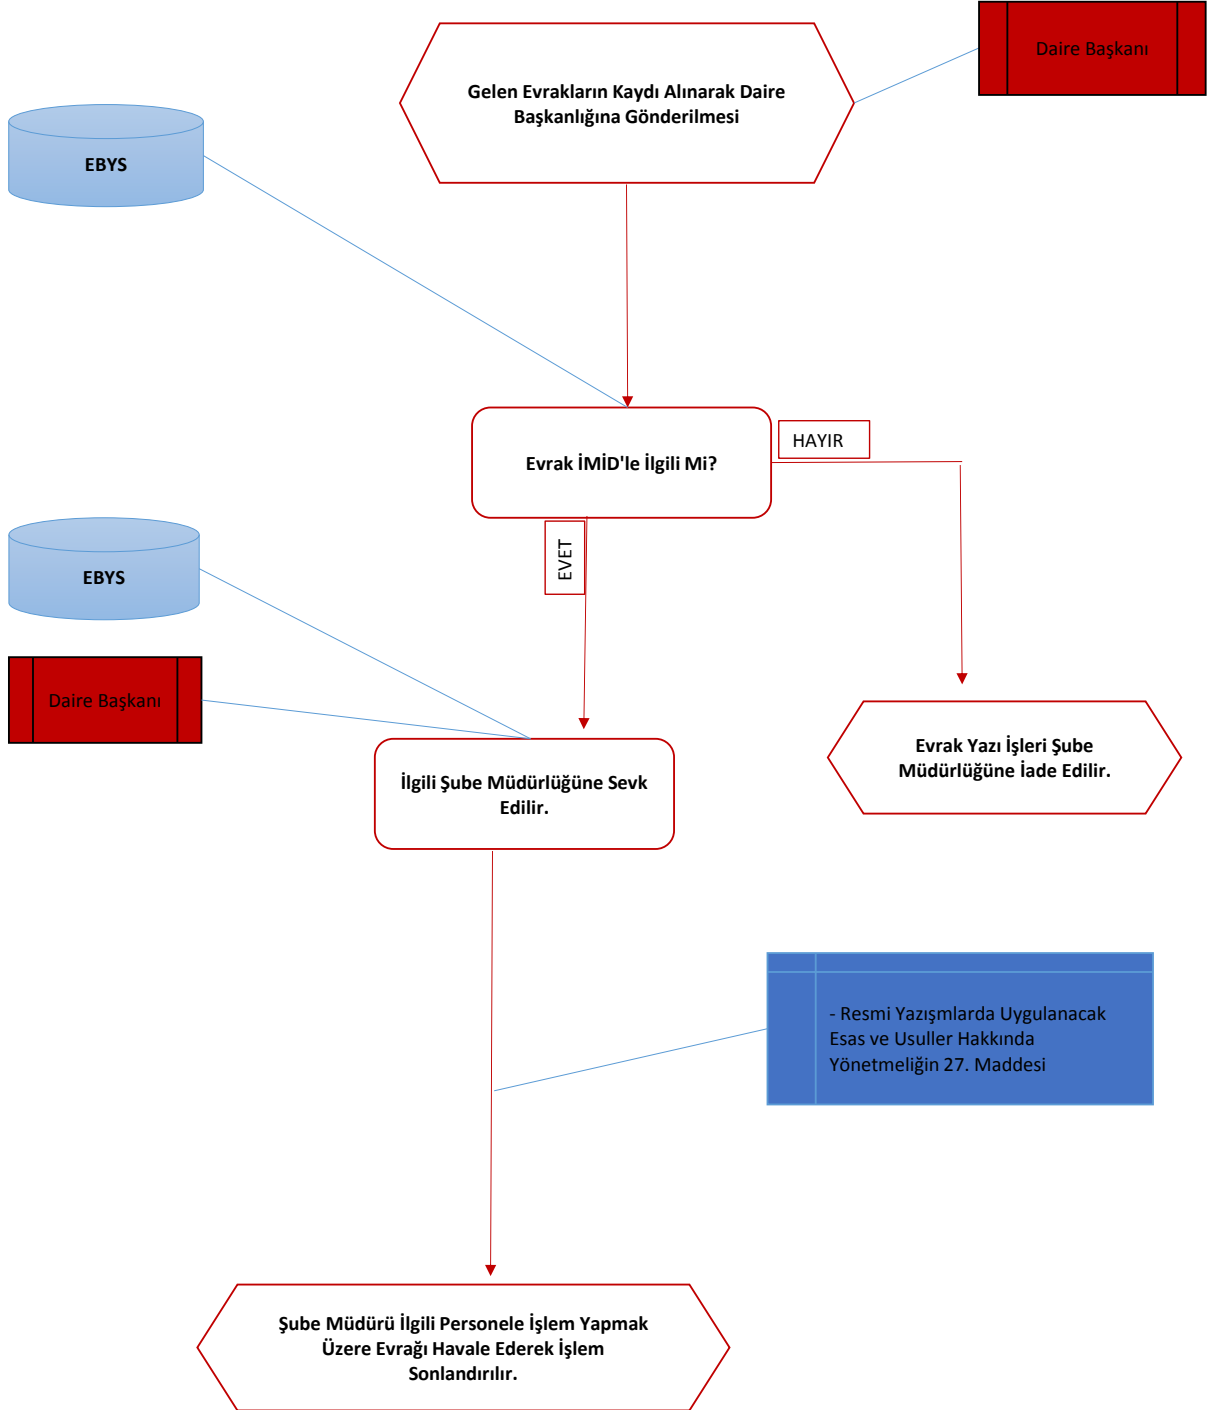 Daire Başkanı
Gelen Evrakların Kaydı Alınarak Daire
Başkanlığına Gönderilmesi
EBYS
HAYIR
Evrak İMİD'le İlgili Mi?
EVET
EBYS
Daire Başkanı
İlgili Şube Müdürlüğüne Sevk
Edilir.
Evrak Yazı İşleri Şube
Müdürlüğüne İade Edilir.
- Resmi Yazışmlarda Uygulanacak
Esas ve Usuller Hakkında
Yönetmeliğin 27. Maddesi
Şube Müdürü İlgili Personele İşlem Yapmak
Üzere Evrağı Havale Ederek İşlem
Sonlandırılır.